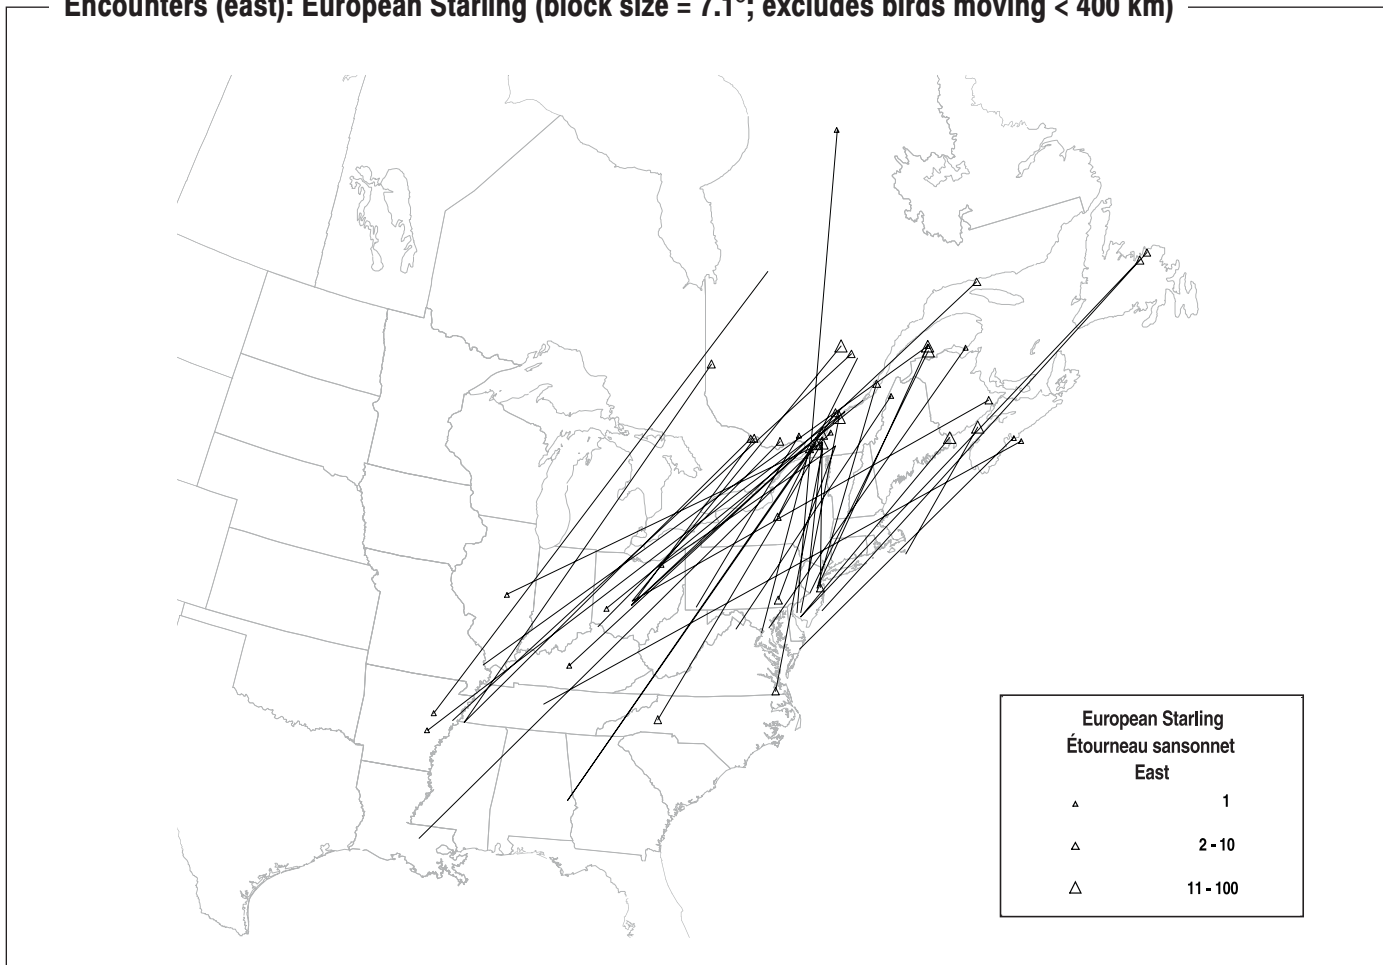 Encounters (east): European Starling (block size = 7.1°; excludes birds moving < 400 km)
European Starling
Étourneau sansonnet
East
1
2 - 10
11 - 100